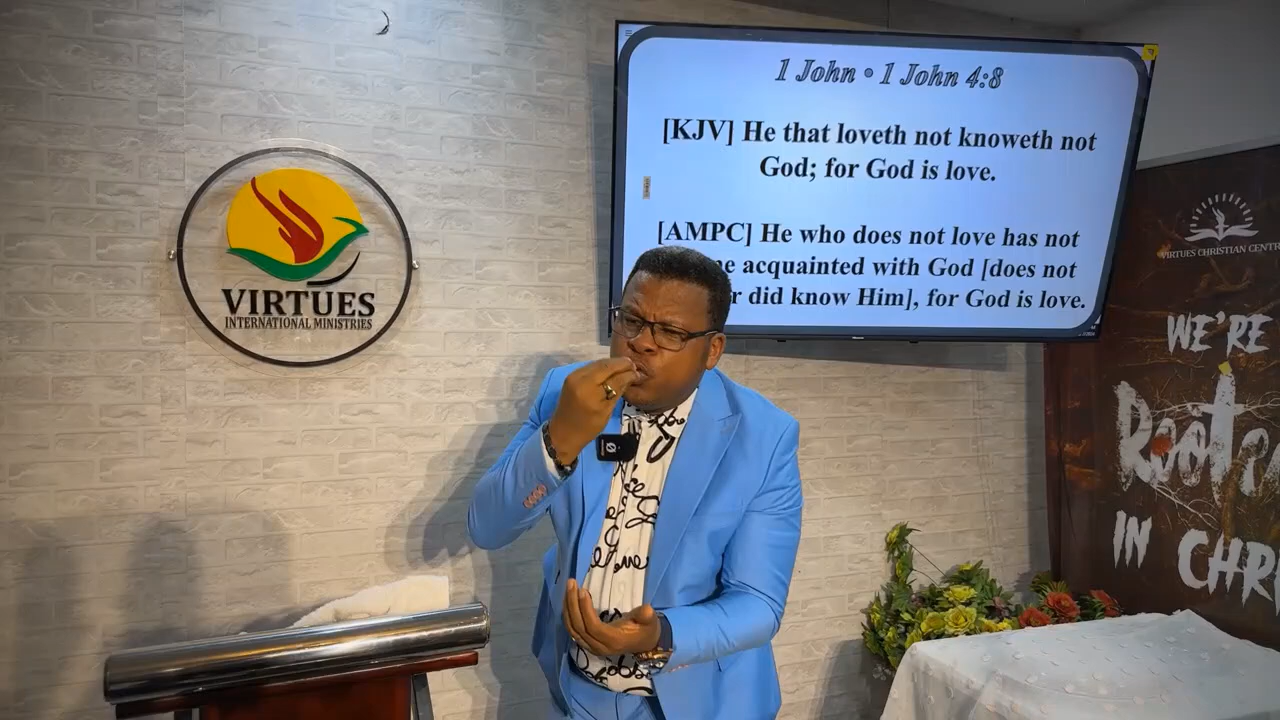 1 John • 1 John 4:8
[KJV] He that loveth not knoweth not
God; for God is love.
[AMPC] He who does not love has not
acquainted with God [does not
did know Him], for God is love.
VIRTUES
INTERNATIONAL MINISTRIES
VIRTUES CHRISTIAN
WE'RE
IN